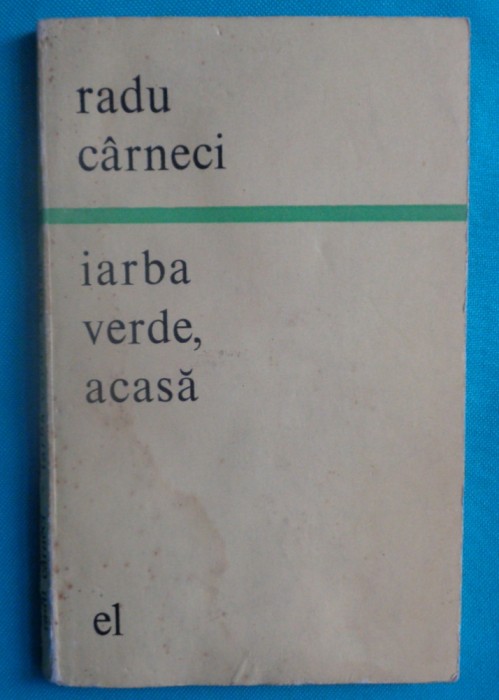 radu
cârneci
iarba
verde,
acasă
el